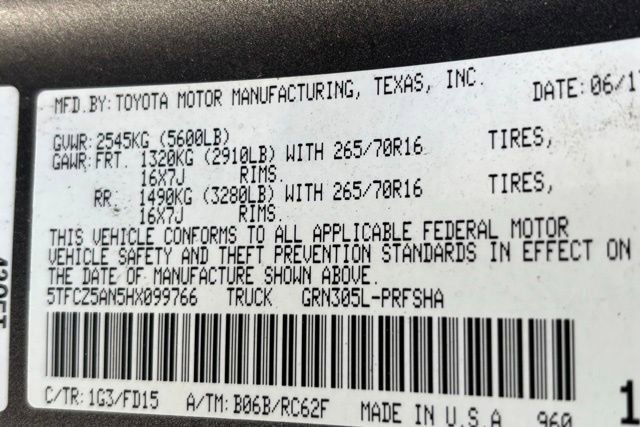 MFD.BY:TOYOTA MOTOR MANUFACTURING, TEXAS, INC. DATE:06/1
GVWR:2545KG (5600LB)
GAWR:FRT. 1320KG (2910LB) WITH 265/70R16 TIRES,
16X7J RIMS.
RR. 1490KG (3280LB) WITH 265/70R16 TIRES,
16X7J RIMS.
THIS VEHICLE CONFORMS TO ALL APPLICABLE FEDERAL MOTOR
VEHICLE SAFETY AND THEFT PREVENTION STANDARDS IN EFFECT ON
THE DATE OF MANUFACTURE SHOWN ABOVE.
5TFCZ5AN5HX099766 TRUCK GRN305L-PRFSHA
C/TR:1G3/FD15 A/TM:B06B/RC62F MADE IN U.S.A 960